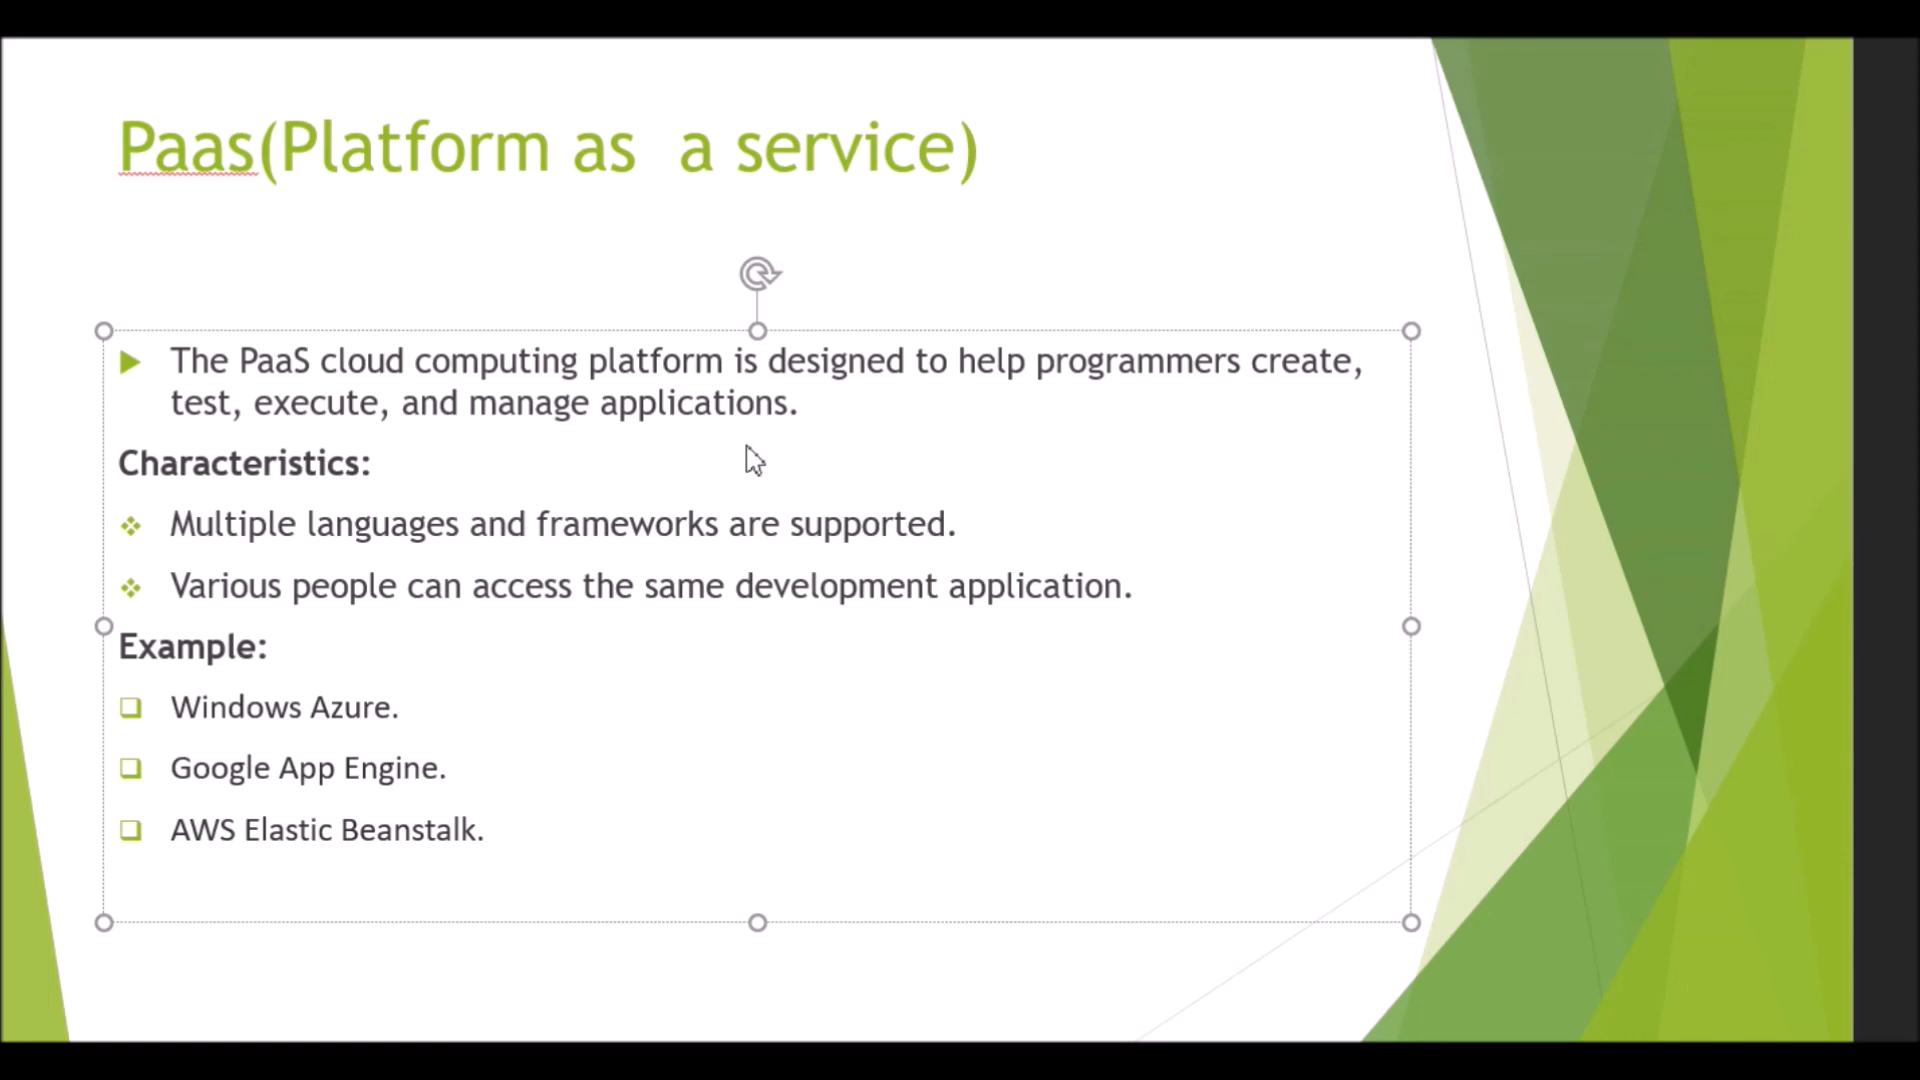 Paas(Platform as  a service)
The PaaS cloud computing platform is designed to help programmers create,
test, execute, and manage applications.
Characteristics:
Multiple languages and frameworks are supported.
Various people can access the same development application.
Example:
Windows Azure.
Google App Engine.
AWS Elastic Beanstalk.